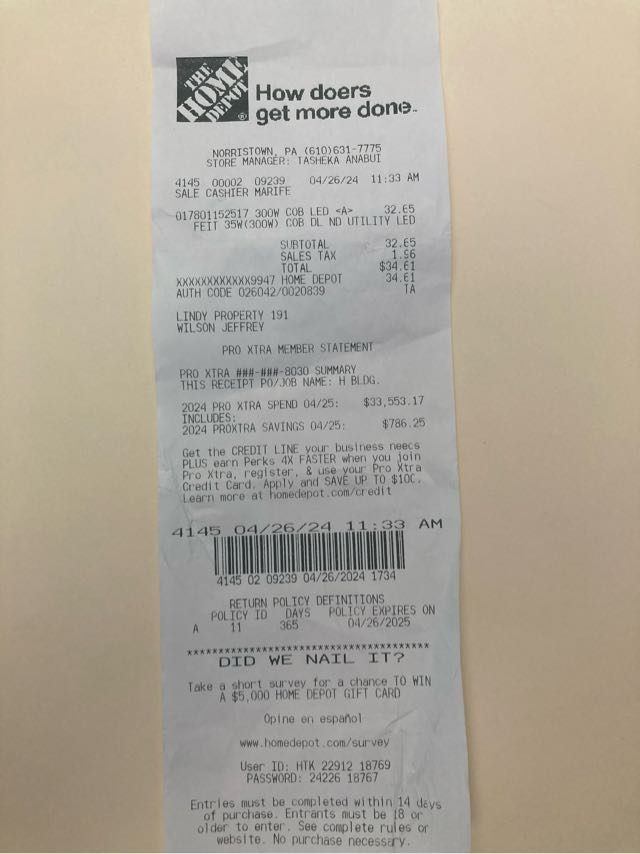 THE
HOME
DEPOT
How doers
get more done.
NORRISTOWN, PA (610)631-7775
STORE MANAGER: TASHEKA ANABUI
4145 00002 09239 04/26/24 11:33 AM
SALE CASHIER MARIFE
017801152517 300W COB LED <A> 32.65
FEIT 35W(300W) COB DL ND UTILITY LED
SUBTOTAL 32.65
SALES TAX 1.96
TOTAL $34.61
XXXXXXXXXXXX9947 HOME DEPOT 34.61
AUTH CODE 026042/0020839 TA
LINDY PROPERTY 191
WILSON JEFFREY
PRO XTRA MEMBER STATEMENT
PRO XTRA ###-###-8030 SUMMARY
THIS RECEIPT PO/JOB NAME: H BLDG.
2024 PRO XTRA SPEND 04/25: $33,553.17
INCLUDES:
2024 PROXTRA SAVINGS 04/25: $786.25
Get the CREDIT LINE your business needs
PLUS earn Perks 4X FASTER when you join
Pro Xtra, register, & use your Pro Xtra
Credit Card. Apply and SAVE UP TO $100.
Learn more at homedepot.com/credit
4145 04/26/24 11:33 AM
4145 02 09239 04/26/2024 1734
RETURN POLICY DEFINITIONS
POLICY ID DAYS POLICY EXPIRES ON
A 11 365 04/26/2025
******************************************
DID WE NAIL IT?
Take a short survey for a chance TO WIN
A $5,000 HOME DEPOT GIFT CARD
Opine en español
www.homedepot.com/survey
User ID: HTK 22912 18769
PASSWORD: 24226 18767
Entries must be completed within 14 days
of purchase. Entrants must be 18 or
older to enter. See complete rules on
website. No purchase necessary.